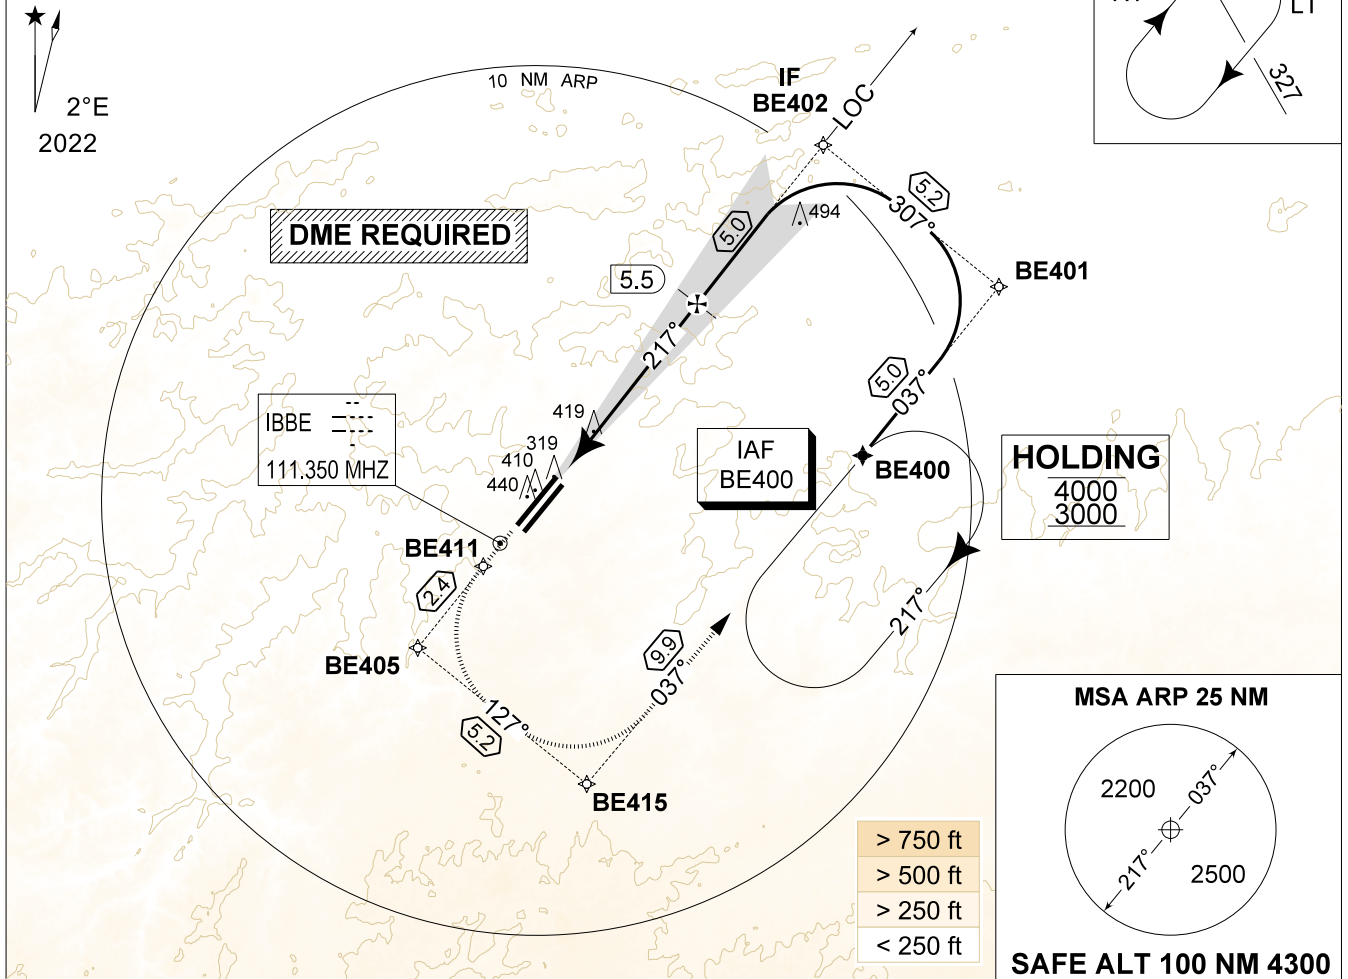 2°E
2022
10 NM ARP
IF
BE402
LOC
LT
327
DME REQUIRED
494
5.0
5.2
307°
BE401
5.5
217°
5.0
037°
419
319
410
440
IBBE
111.350 MHZ
IAF
BE400
BE400
HOLDING
4000
3000
BE411
2.4
217°
BE405
9.9
037°
127°
5.2
BE415
MSA ARP 25 NM
2200
037°
217°
2500
SAFE ALT 100 NM 4300
> 750 ft
> 500 ft
> 250 ft
< 250 ft